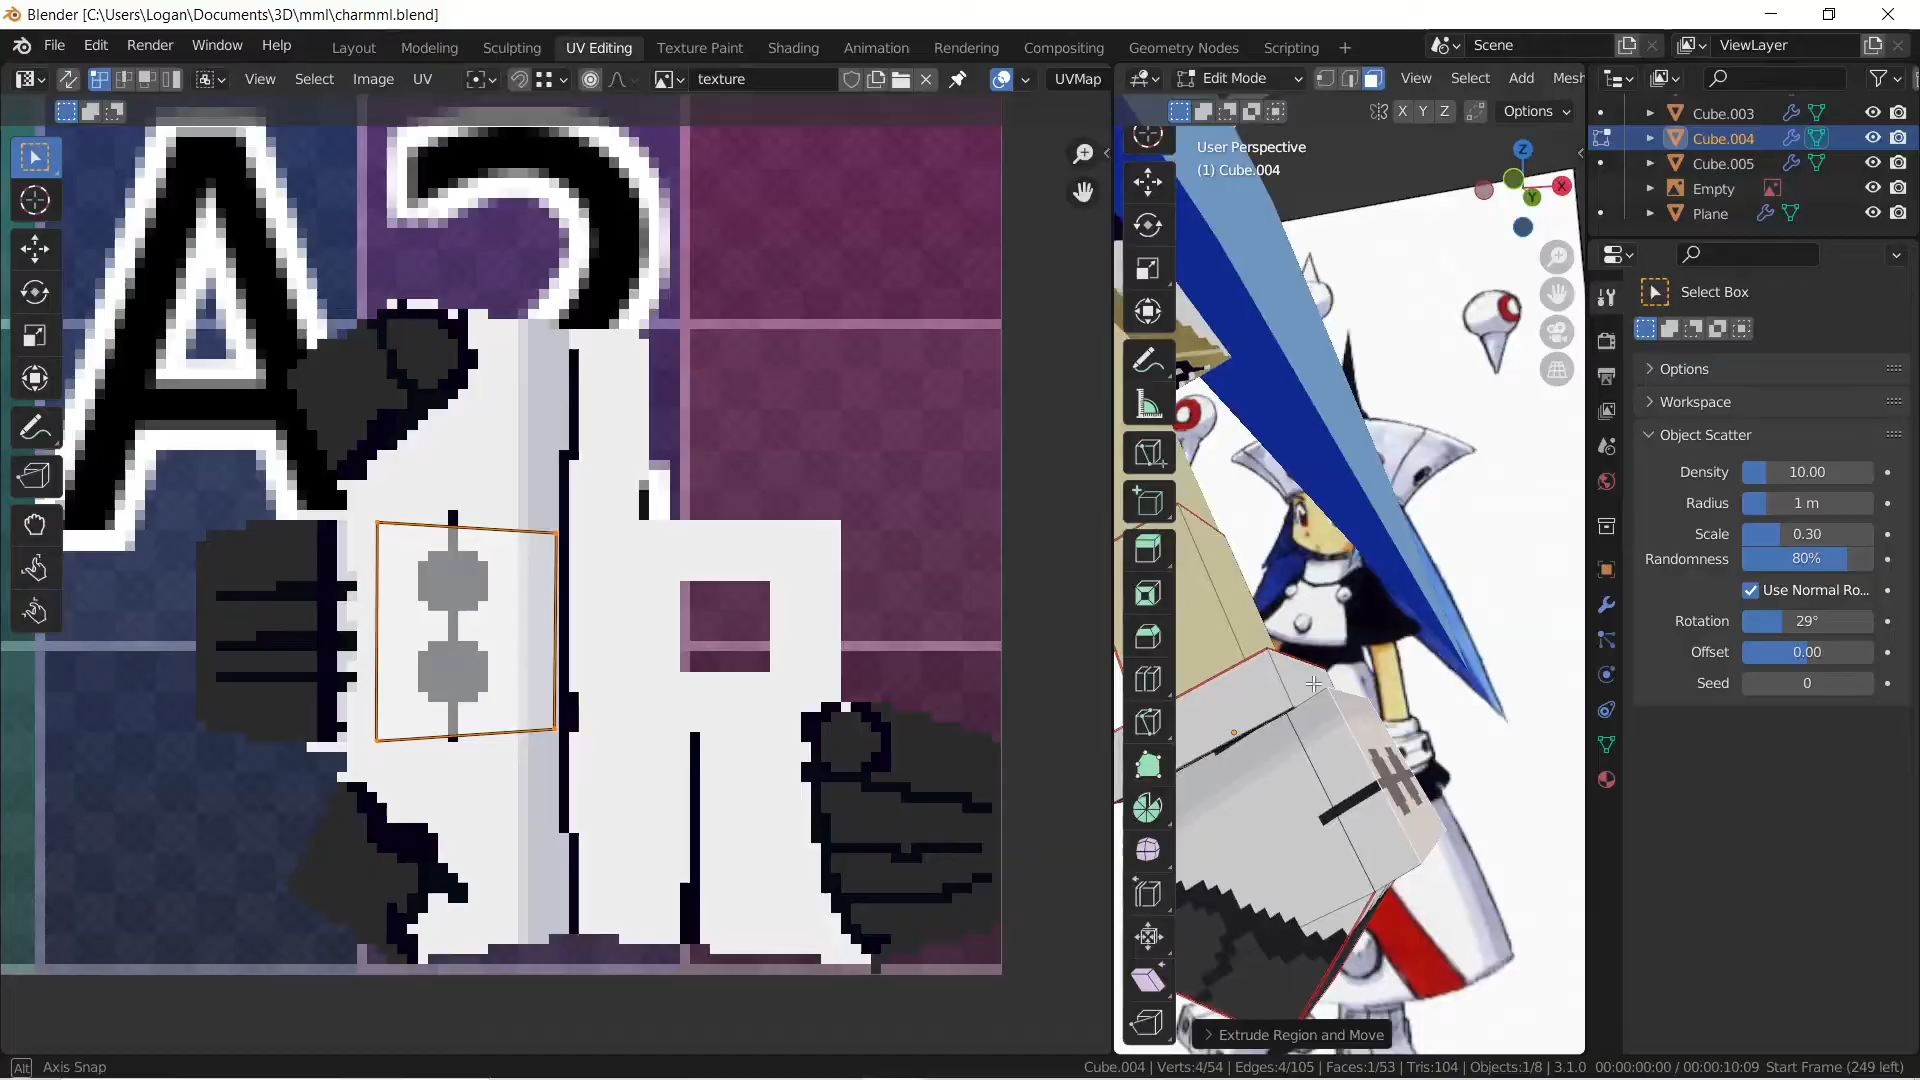 Blender [C:\Users\Logan\Documents\3D\mml\charmml.blend]
File Edit Render Window Help
Layout Modeling Sculpting UV Editing Texture Paint Shading Animation Rendering Compositing Geometry Nodes Scripting +
Scene
ViewLayer
View Select Image UV
texture
UVMap
Edit Mode
View Select Add Mesh
X Y Z
Options
User Perspective
(1) Cube.004
Z
X
Y
A
Cube.003
Cube.004
Cube.005
Empty
Plane
Select Box
Options
Workspace
Object Scatter
Density 10.00
Radius 1 m
Scale 0.30
Randomness 80%
Use Normal Ro...
Rotation 29°
Offset 0.00
Seed 0
Extrude Region and Move
Alt Axis Snap
Cube.004 | Verts:4/54 | Edges:4/105 | Faces:1/53 | Tris:104 | Objects:1/8 | 3.1.0 00:00:00:00 / 00:00:10:09 Start Frame (249 left)